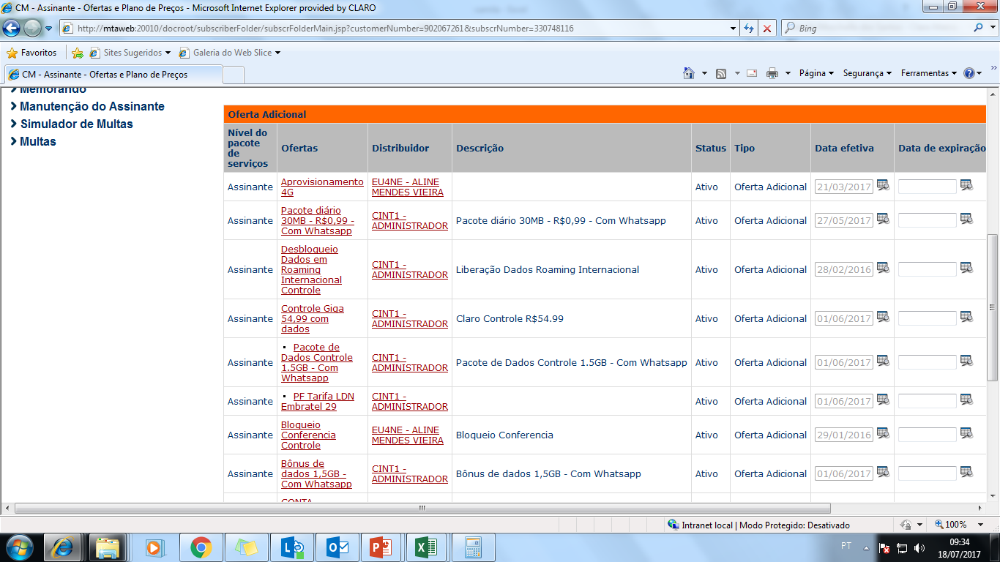 CM - Assinante - Ofertas e Plano de Preços - Microsoft Internet Explorer provided by CLARO
http://mtaweb:20010/docroot/subscriberFolder/subscrFolderMain.jsp?customerNumber=902067261&subscrNumber=330748116
Bing
Favoritos
Sites Sugeridos
Galeria do Web Slice
CM - Assinante - Ofertas e Plano de Preços
Página
Segurança
Ferramentas
Memorando
Manutenção do Assinante
Simulador de Multas
Multas
Oferta Adicional
Nível do
pacote
de
serviços
Ofertas
Distribuidor
Descrição
Status
Tipo
Data efetiva
Data de expiração
Assinante
Aprovisionamento
4G
EU4NE - ALINE
MENDES VIEIRA
Ativo
Oferta Adicional
21/03/2017
Assinante
Pacote diário
30MB - R$0,99 -
Com Whatsapp
CINT1 -
ADMINISTRADOR
Pacote diário 30MB - R$0,99 - Com Whatsapp
Ativo
Oferta Adicional
27/05/2017
Assinante
Desbloqueio
Dados em
Roaming
Internacional
Controle
CINT1 -
ADMINISTRADOR
Liberação Dados Roaming Internacional
Ativo
Oferta Adicional
28/02/2016
Assinante
Controle Giga
54,99 com
dados
CINT1 -
ADMINISTRADOR
Claro Controle R$54.99
Ativo
Oferta Adicional
01/06/2017
Assinante
▪ Pacote de
Dados Controle
1.5GB - Com
Whatsapp
CINT1 -
ADMINISTRADOR
Pacote de Dados Controle 1.5GB - Com Whatsapp
Ativo
Oferta Adicional
01/06/2017
Assinante
▪ PF Tarifa LDN
Embratel 29
CINT1 -
ADMINISTRADOR
Ativo
Oferta Adicional
01/06/2017
Assinante
Bloqueio
Conferencia
Controle
EU4NE - ALINE
MENDES VIEIRA
Bloqueio Conferencia
Ativo
Oferta Adicional
29/01/2016
Assinante
Bônus de
dados 1,5GB -
Com Whatsapp
CINT1 -
ADMINISTRADOR
Bônus de dados 1,5GB - Com Whatsapp
Ativo
Oferta Adicional
01/06/2017
CONTA
Intranet local | Modo Protegido: Desativado
100%
PT
09:34
18/07/2017